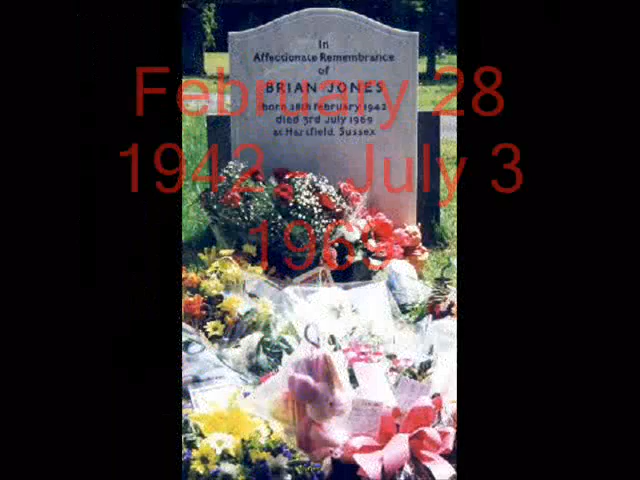 In
Affectionate Remembrance
of
BRIAN JONES
born 28th February 1942
died 3rd July 1969
at Hartfield, Sussex
February 28
1942 - July 3
1969